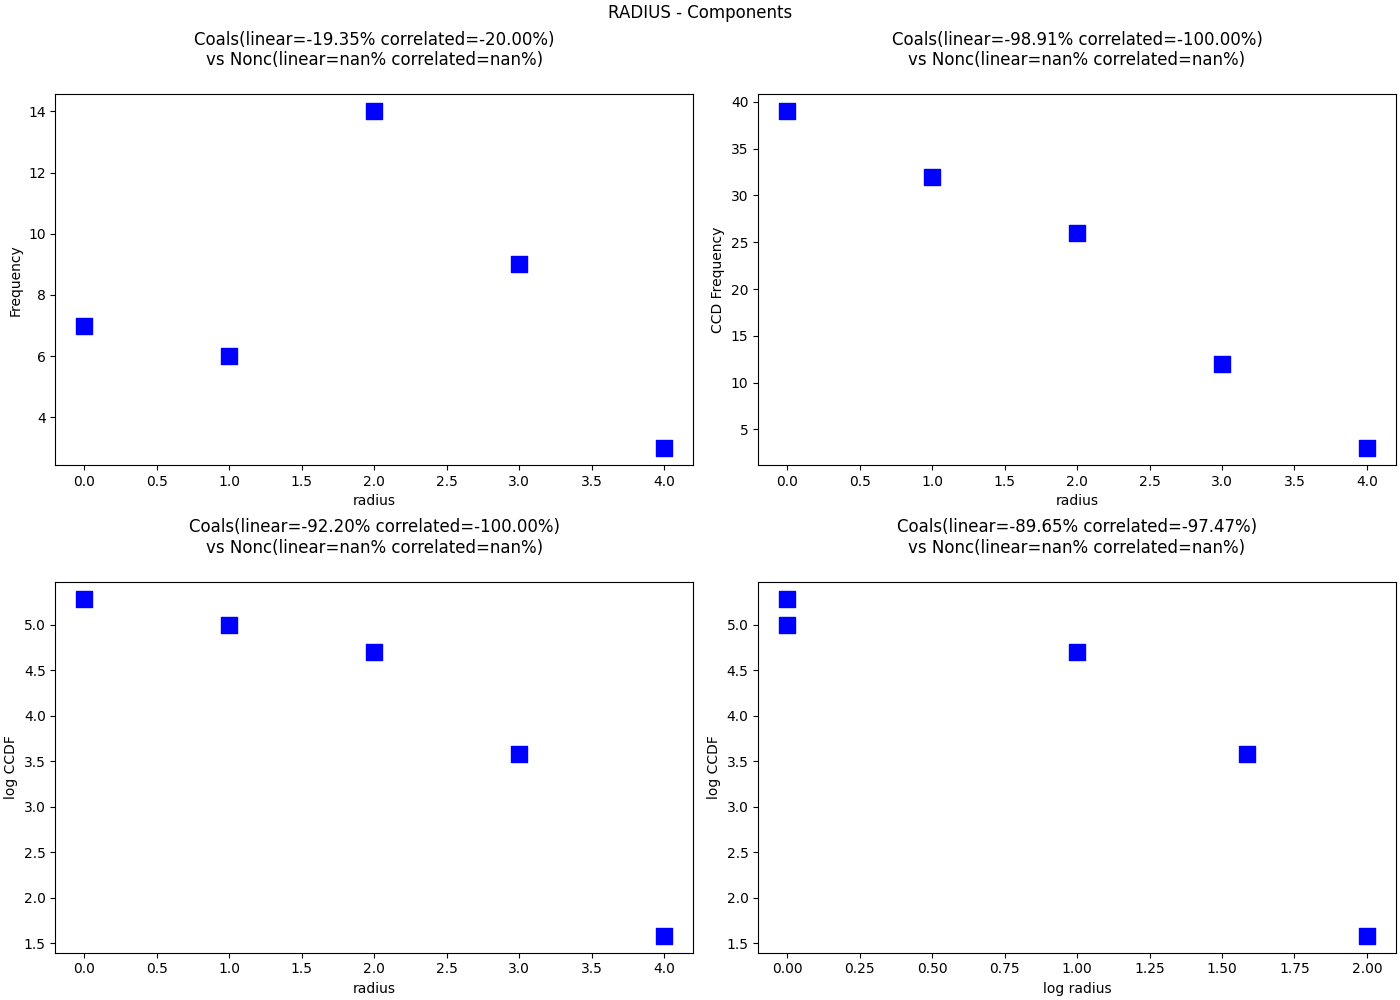 RADIUS - Components
Coals(linear=-19.35% correlated=-20.00%)
vs Nonc(linear=nan% correlated=nan%)
14
12
10
8
6
4
Frequency
0.0 0.5 1.0 1.5 2.0 2.5 3.0 3.5 4.0
radius
Coals(linear=-98.91% correlated=-100.00%)
vs Nonc(linear=nan% correlated=nan%)
40
35
30
25
20
15
10
5
CCD Frequency
0.0 0.5 1.0 1.5 2.0 2.5 3.0 3.5 4.0
radius
Coals(linear=-92.20% correlated=-100.00%)
vs Nonc(linear=nan% correlated=nan%)
5.0
4.5
4.0
3.5
3.0
2.5
2.0
1.5
log CCDF
0.0 0.5 1.0 1.5 2.0 2.5 3.0 3.5 4.0
radius
Coals(linear=-89.65% correlated=-97.47%)
vs Nonc(linear=nan% correlated=nan%)
5.0
4.5
4.0
3.5
3.0
2.5
2.0
1.5
log CCDF
0.00 0.25 0.50 0.75 1.00 1.25 1.50 1.75 2.00
log radius